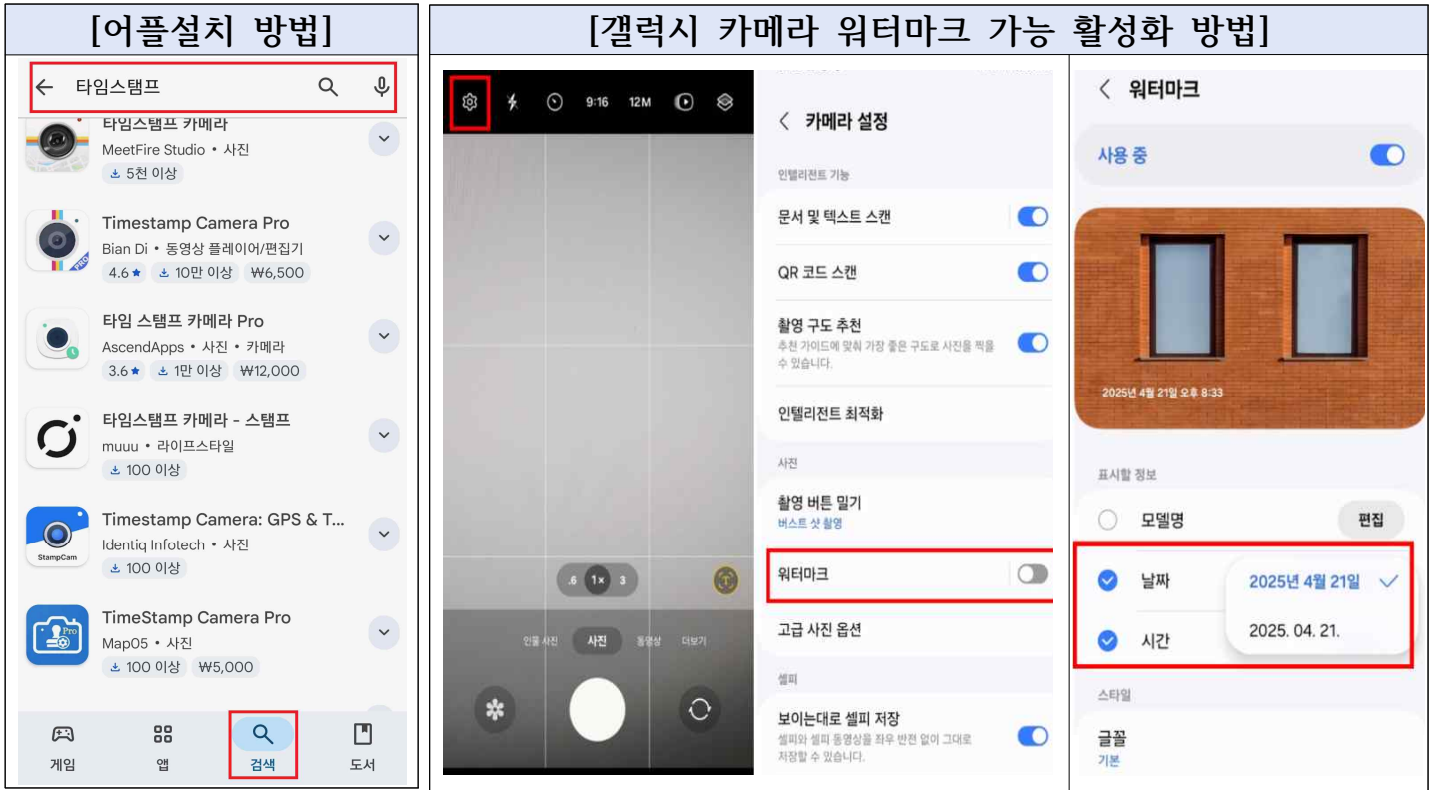 [어플설치 방법]
타임스탬프
타임스탬프 카메라
MeetFire Studio • 사진
5천 이상
Timestamp Camera Pro
Bian Di • 동영상 플레이어/편집기
4.6★ 10만 이상 ₩6,500
PRO
타임 스탬프 카메라 Pro
AscendApps • 사진 • 카메라
3.6★ 1만 이상 ₩12,000
타임스탬프 카메라 - 스탬프
muuu • 라이프스타일
100 이상
Timestamp Camera: GPS & T...
Identiq Infotech • 사진
100 이상
StampCam
TimeStamp Camera Pro
Map05 • 사진
100 이상 ₩5,000
Pro
게임 앱 검색 도서
[갤럭시 카메라 워터마크 가능 활성화 방법]
9:16 12M
.6 1× 3
인물 사진 사진 동영상 더보기
카메라 설정
인텔리전트 기능
문서 및 텍스트 스캔
QR 코드 스캔
촬영 구도 추천
추천 가이드에 맞춰 가장 좋은 구도로 사진을 찍을
수 있습니다.
인텔리전트 최적화
사진
촬영 버튼 밀기
버스트 샷 촬영
워터마크
고급 사진 옵션
셀피
보이는대로 셀피 저장
셀피와 셀피 동영상을 좌우 반전 없이 그대로
저장할 수 있습니다.
워터마크
사용 중
2025년 4월 21일 오후 8:33
표시할 정보
모델명 편집
날짜 2025년 4월 21일
시간 2025. 04. 21.
스타일
글꼴
기본